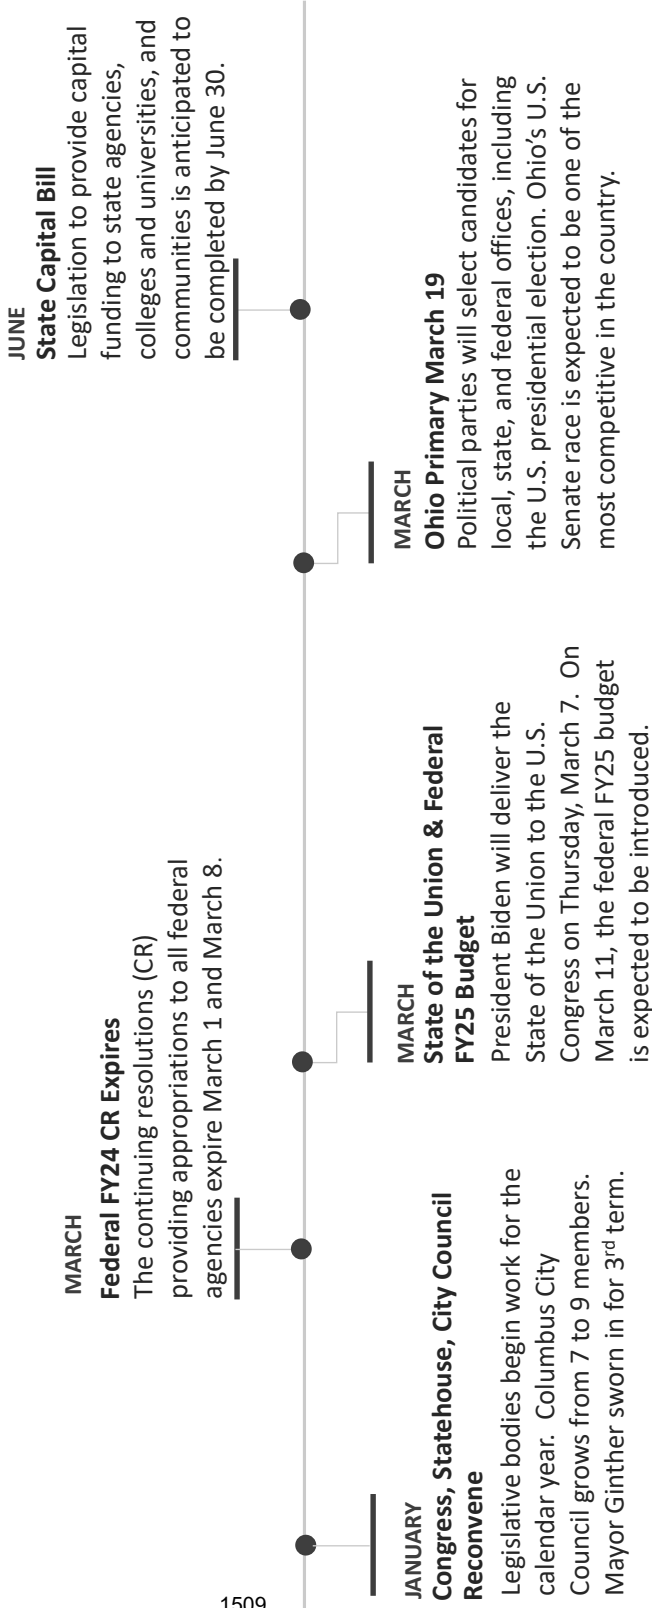 JANUARY
Congress, Statehouse, City Council
Reconvene
Legislative bodies begin work for the
calendar year. Columbus City
Council grows from 7 to 9 members.
Mayor Ginther sworn in for 3rd term.
MARCH
Federal FY24 CR Expires
The continuing resolutions (CR)
providing appropriations to all federal
agencies expire March 1 and March 8.
MARCH
State of the Union & Federal
FY25 Budget
President Biden will deliver the
State of the Union to the U.S.
Congress on Thursday, March 7. On
March 11, the federal FY25 budget
is expected to be introduced.
MARCH
Ohio Primary March 19
Political parties will select candidates for
local, state, and federal offices, including
the U.S. presidential election. Ohio’s U.S.
Senate race is expected to be one of the
most competitive in the country.
JUNE
State Capital Bill
Legislation to provide capital
funding to state agencies,
colleges and universities, and
communities is anticipated to
be completed by June 30.
1509